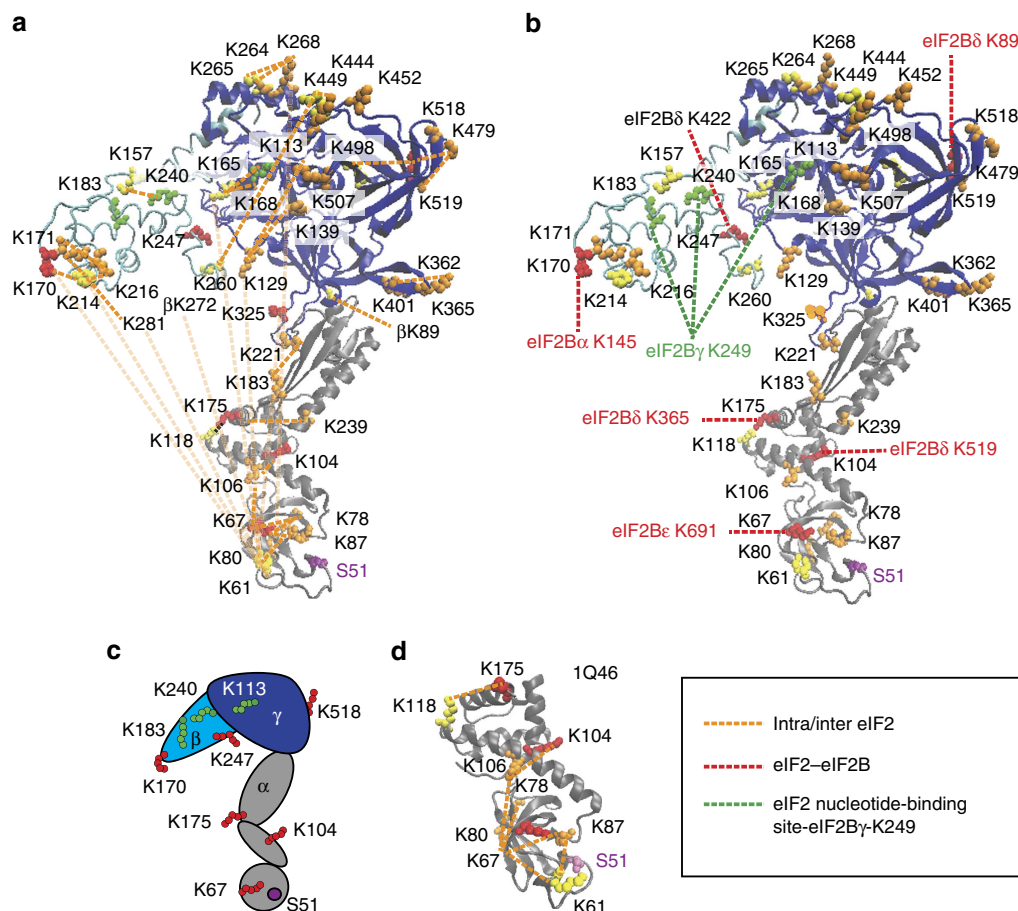 a
K268
K264
K265
K444
K449
K452
K518
K479
K157
K113
K498
K165
K183
K240
K168
K507
K519
K171
K247
K139
K170
K214
K216
K260
K129
K362
K281
βK272
K325
K401
K365
βK89
K221
K183
K175
K239
K118
K104
K106
K67
K78
K80
K87
K61
S51
b
eIF2Bδ K89
K268
K264
K444
K265
K449
K452
K518
eIF2Bδ K422
K498
K113
K157
K165
K240
K479
K183
K168
K507
K519
K171
K247
K139
K170
K129
K362
K214
K216
K260
K401
K365
K325
eIF2Bα K145
eIF2Bγ K249
K221
K183
K175
eIF2Bδ K365
K239
K118
K104
eIF2Bδ K519
K106
K67
K78
eIF2Bε K691
K87
K80
K61
S51
c
K240
K113
K183
γ
K518
β
K170
K247
α
K175
K104
K67
S51
d
K175
1Q46
K118
K104
K106
K78
K80
K87
K67
S51
K61
Intra/inter eIF2
eIF2–eIF2B
eIF2 nucleotide-binding
site-eIF2Bγ-K249